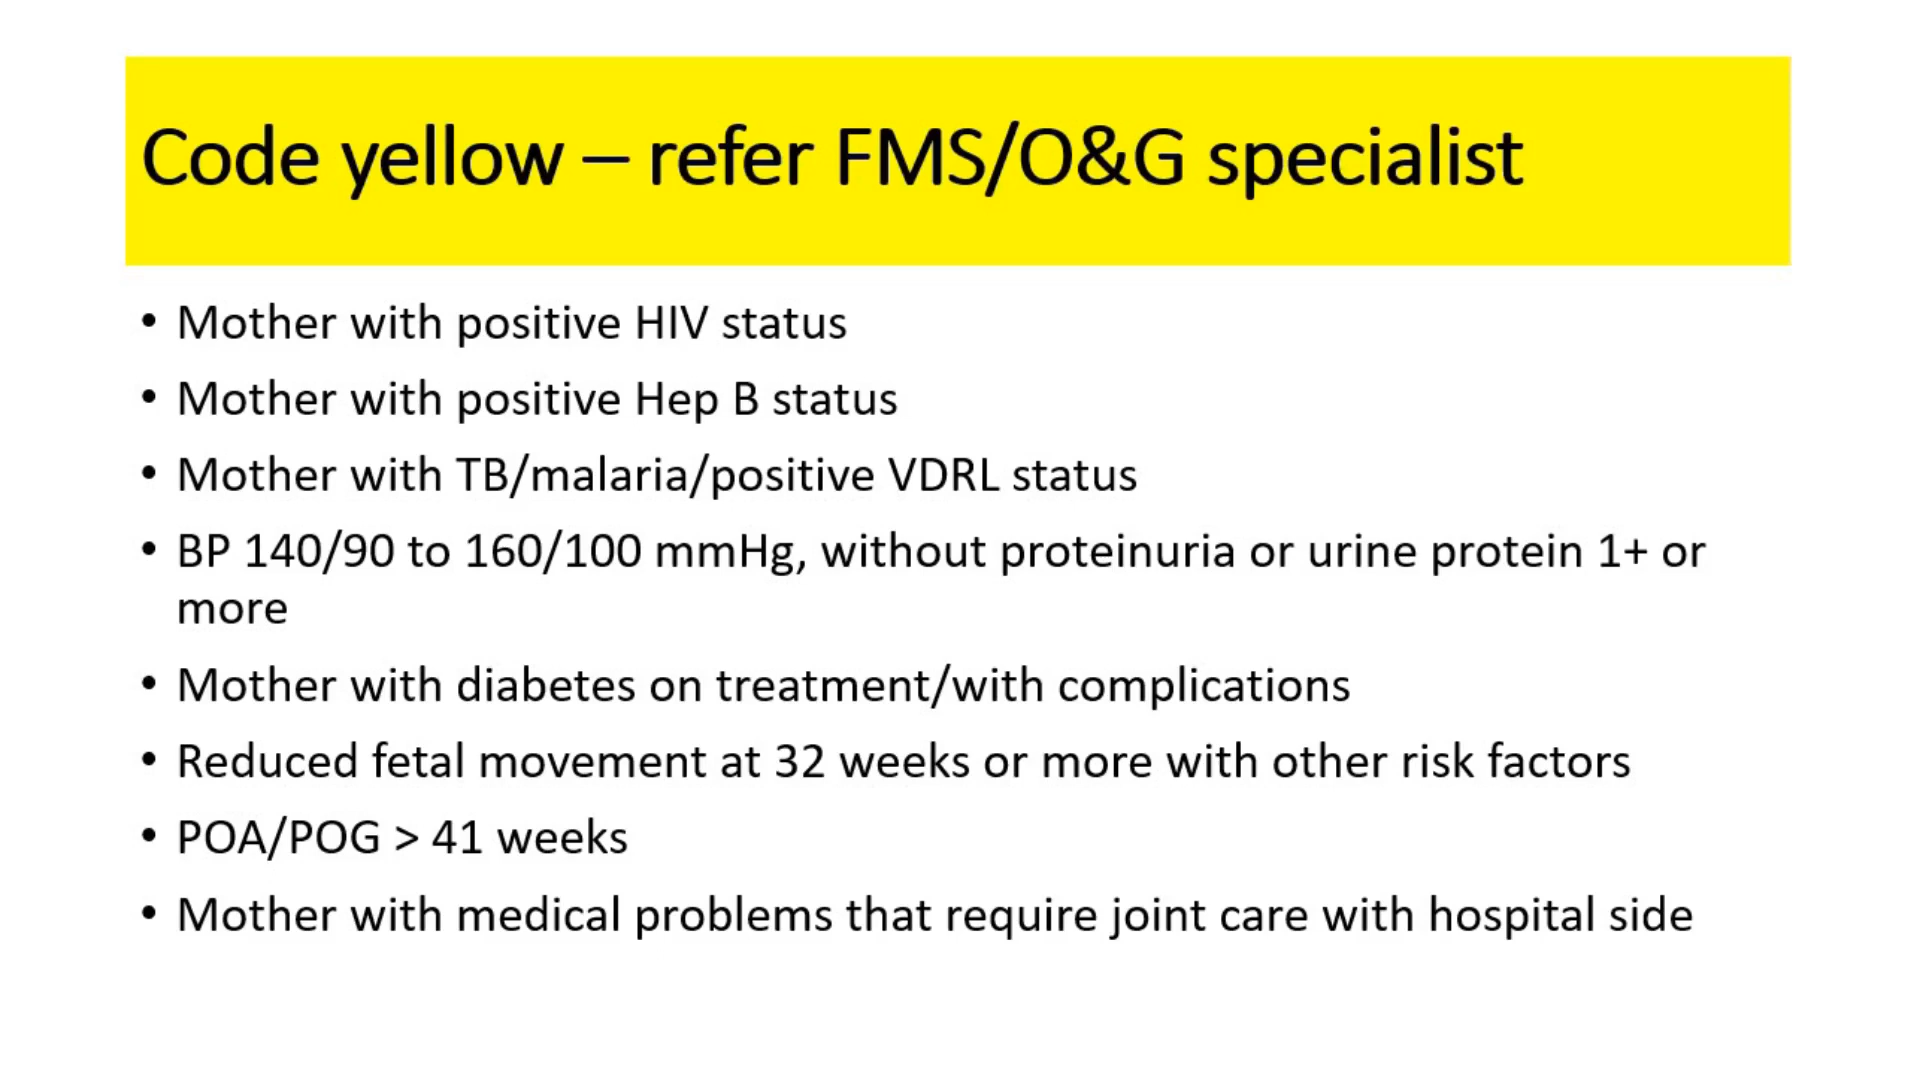 Code yellow – refer FMS/O&G specialist
• Mother with positive HIV status
• Mother with positive Hep B status
• Mother with TB/malaria/positive VDRL status
• BP 140/90 to 160/100 mmHg, without proteinuria or urine protein 1+ or
more
• Mother with diabetes on treatment/with complications
• Reduced fetal movement at 32 weeks or more with other risk factors
• POA/POG > 41 weeks
• Mother with medical problems that require joint care with hospital side